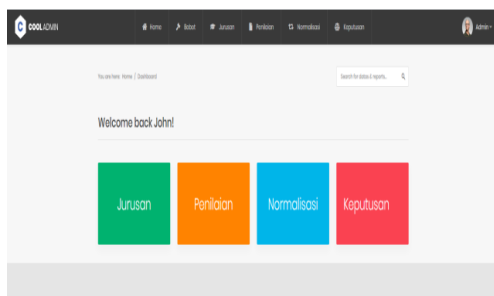 C COOLADMIN Home Bobot Jurusan Penilaian Normalisasi Keputusan Admin
You are here: Home / Dashboard Search for datas & reports...
Welcome back John!
Jurusan Penilaian Normalisasi Keputusan